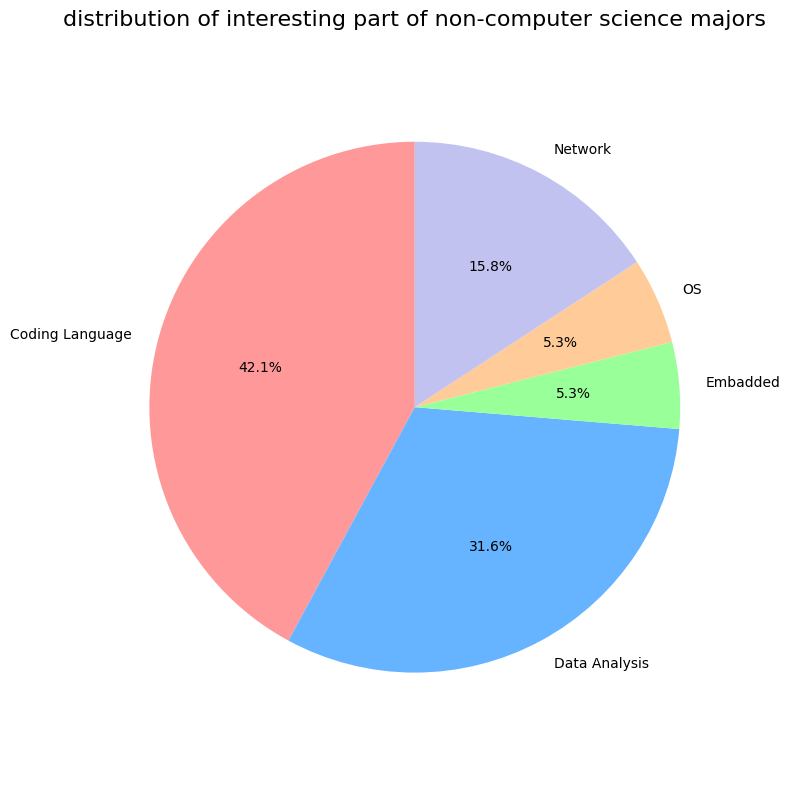 distribution of interesting part of non-computer science majors
Network
15.8%
OS
5.3%
Coding Language
42.1%
Embadded
5.3%
31.6%
Data Analysis